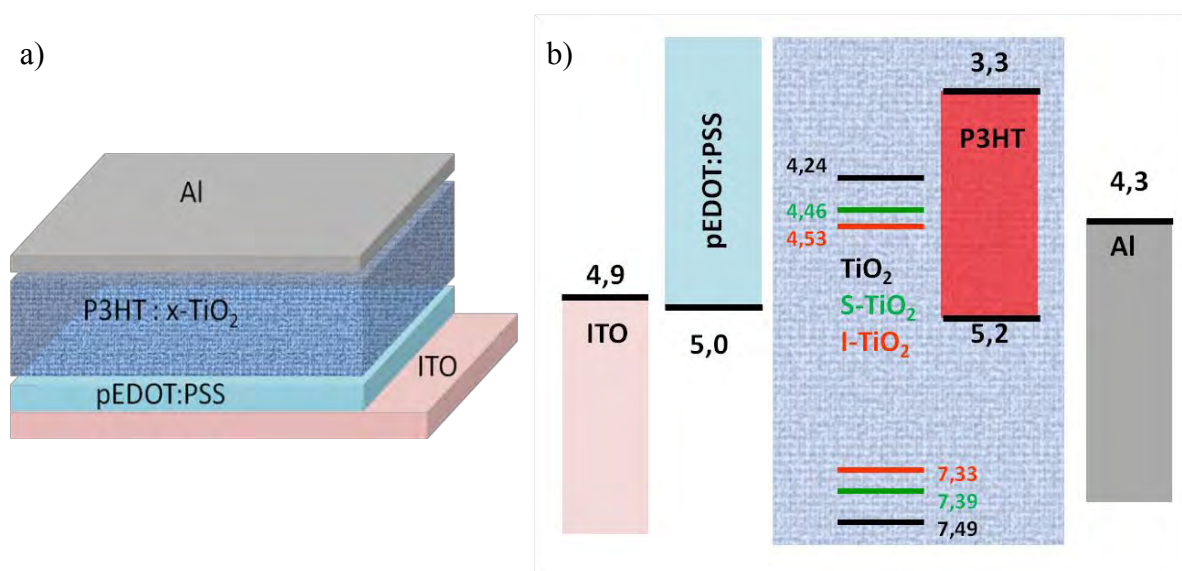 a)
Al
P3HT : x-TiO₂
ITO
pEDOT:PSS
b)
3,3
pEDOT:PSS
P3HT
4,24
4,3
4,46
4,53
Al
4,9
TiO₂
ITO
S-TiO₂
5,0
I-TiO₂
5,2
7,33
7,39
7,49